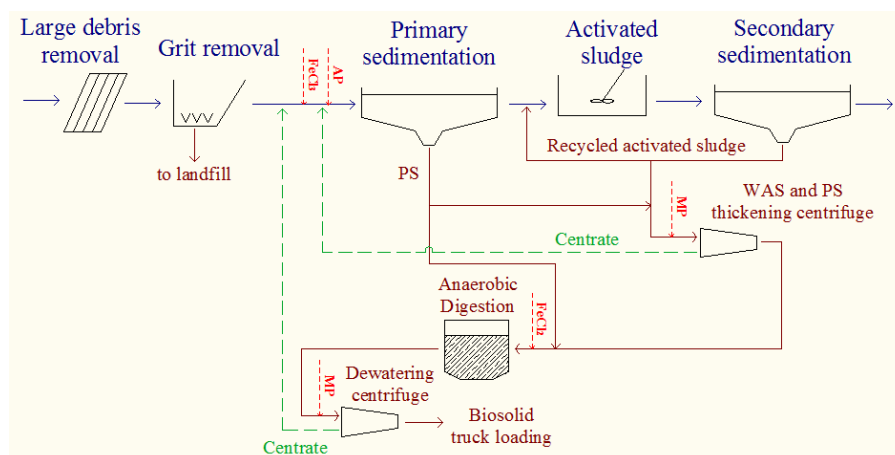 Large debris
removal
Grit removal
Primary
sedimentation
Activated
sludge
Secondary
sedimentation
FeCl₃
AP
to landfill
PS
Recycled activated sludge
WAS and PS
thickening centrifuge
MP
Centrate
Anaerobic
Digestion
FeCl₂
MP
Dewatering
centrifuge
Centrate
Biosolid
truck loading